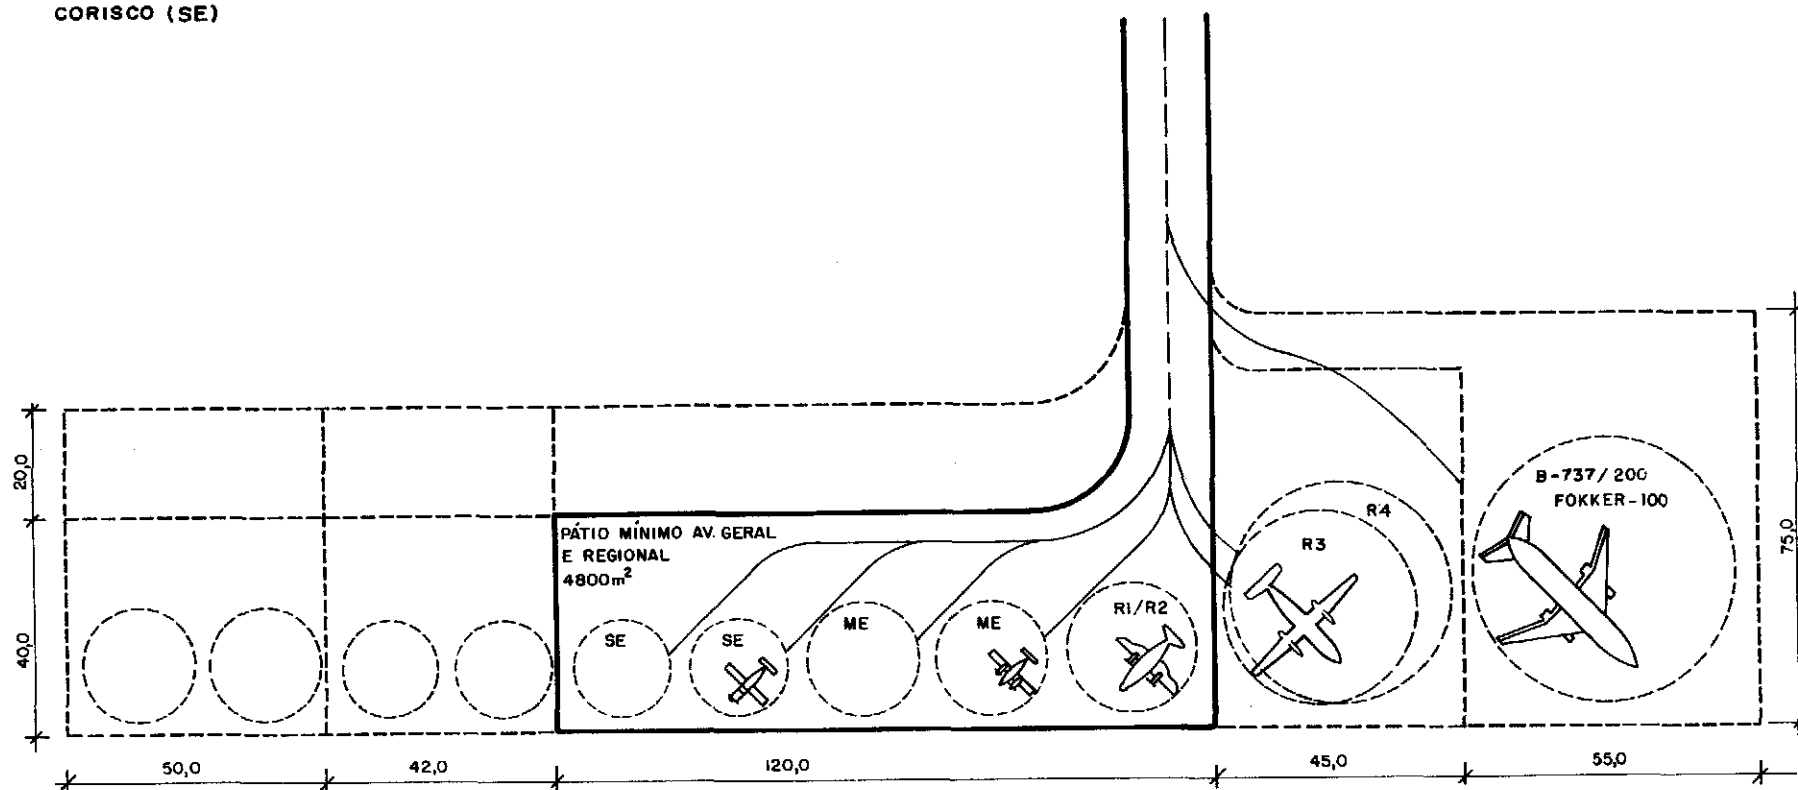 CORISCO (SE)
B-737/200
FOKKER-100
R4
R3
20,0
75,0
PÁTIO MÍNIMO AV. GERAL
E REGIONAL
4800m²
R1/R2
ME
ME
SE
SE
40,0
50,0
42,0
120,0
45,0
55,0